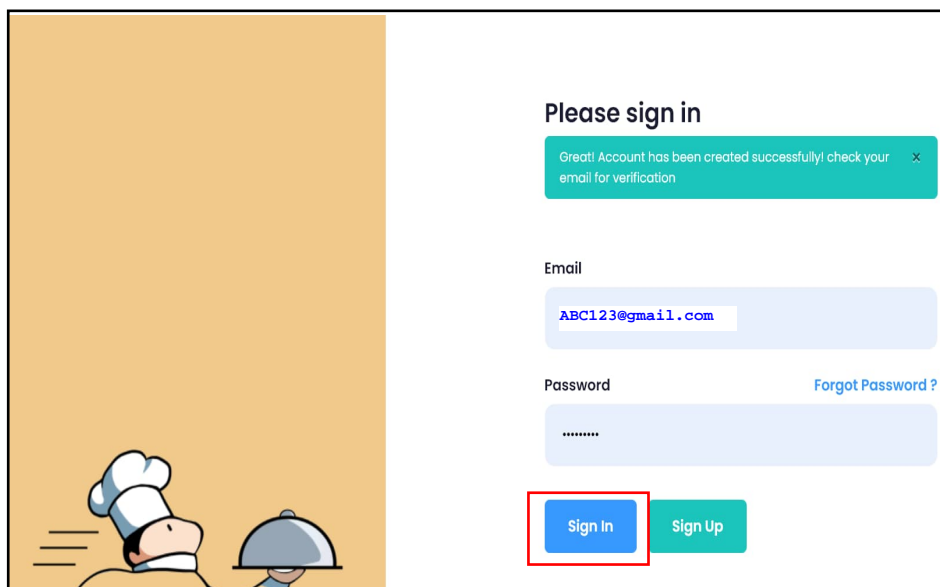 Please sign in
Great! Account has been created successfully! check your x
email for verification
Email
ABC123@gmail.com
Password Forgot Password ?
•••••••••
Sign In Sign Up